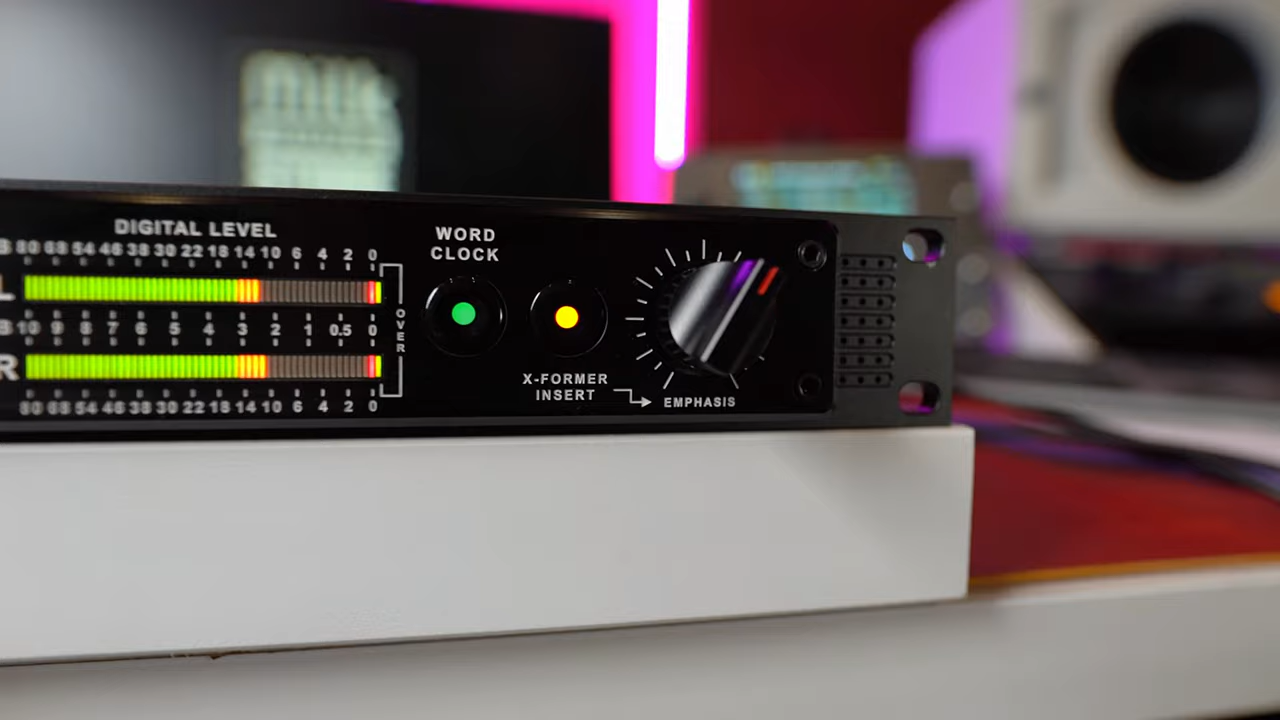 DIGITAL LEVEL
B 80 68 54 46 38 30 22 18 14 10 6 4 2 0
L
B 10 9 8 7 6 5 4 3 2 1 0.5 0
R
80 68 54 46 38 30 22 18 14 10 6 4 2 0
OVER
WORD
CLOCK
X-FORMER
INSERT
EMPHASIS